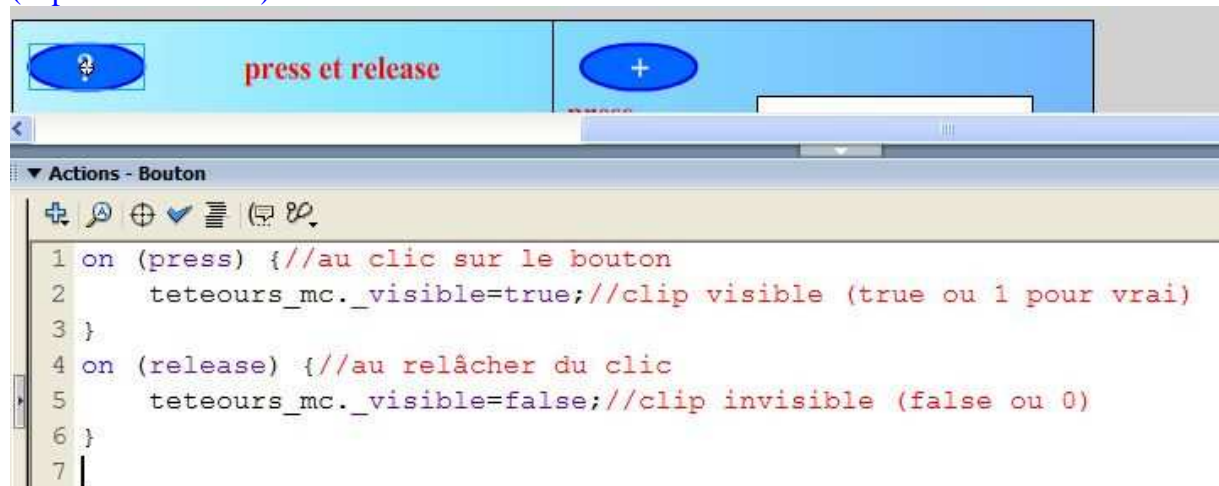 ? press et release +
Actions - Bouton
1 on (press) {//au clic sur le bouton
2 teteours_mc._visible=true;//clip visible (true ou 1 pour vrai)
3 }
4 on (release) {//au relâcher du clic
5 teteours_mc._visible=false;//clip invisible (false ou 0)
6 }
7